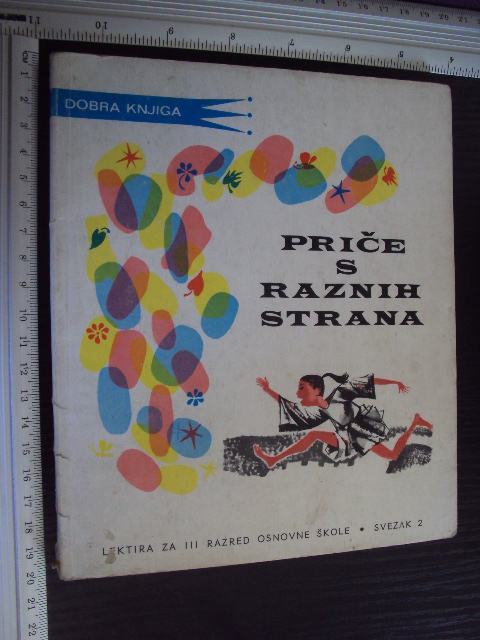 DOBRA KNJIGA
PRIČE
S
RAZNIH
STRANA
LEKTIRA ZA III RAZRED OSNOVNE ŠKOLE • SVEZAK 2